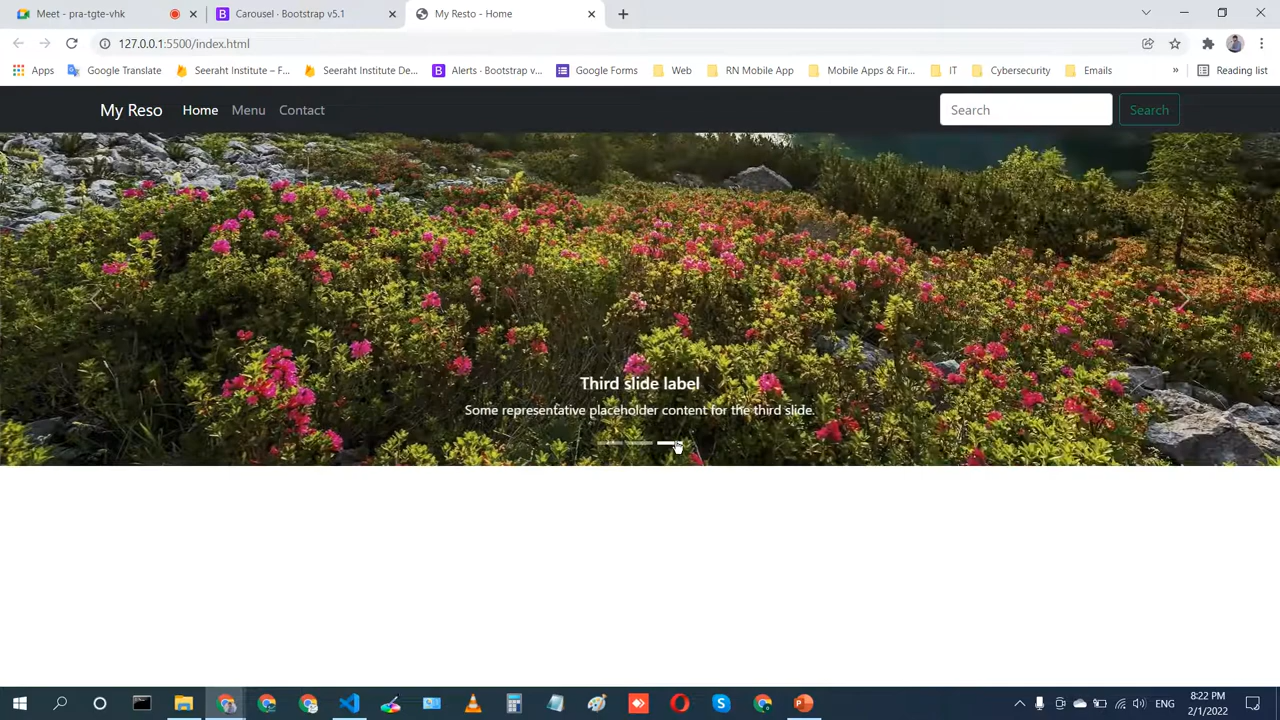 Meet - pra-tgte-vhk
Carousel · Bootstrap v5.1
My Resto - Home
127.0.0.1:5500/index.html
Apps
Google Translate
Seeraht Institute – F...
Seeraht Institute De...
Alerts · Bootstrap v...
Google Forms
Web
RN Mobile App
Mobile Apps & Fir...
IT
Cybersecurity
Emails
»
Reading list
My Reso
Home
Menu
Contact
Search
Search
Third slide label
Some representative placeholder content for the third slide.
ENG
8:22 PM
2/1/2022